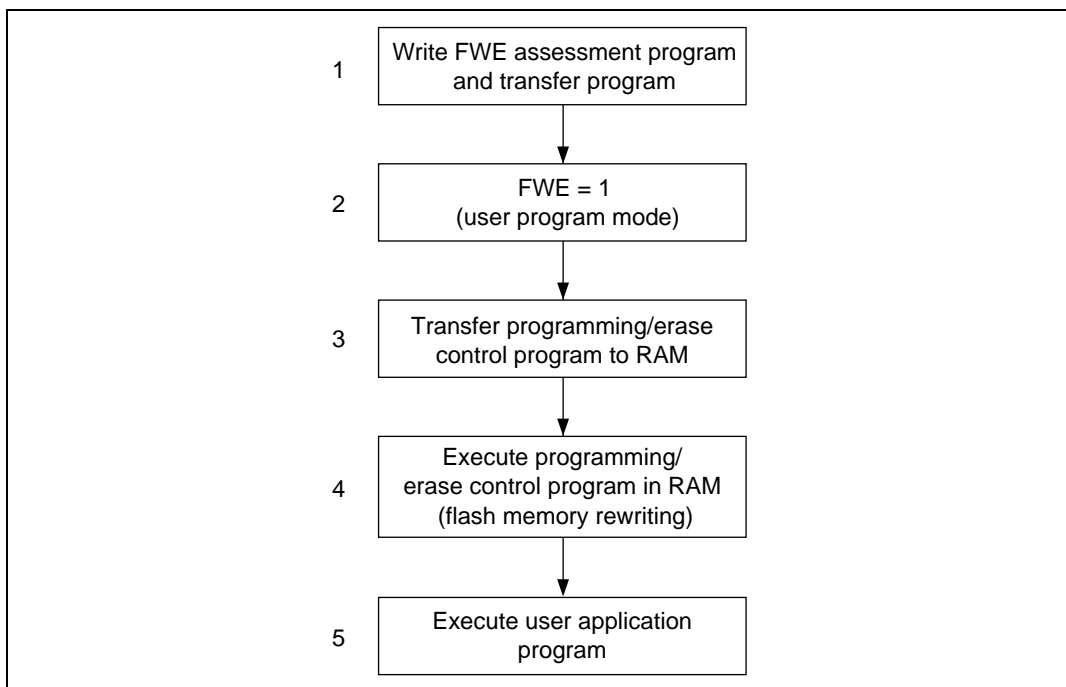 1
Write FWE assessment program
and transfer program
2
FWE = 1
(user program mode)
3
Transfer programming/erase
control program to RAM
4
Execute programming/
erase control program in RAM
(flash memory rewriting)
5
Execute user application
program